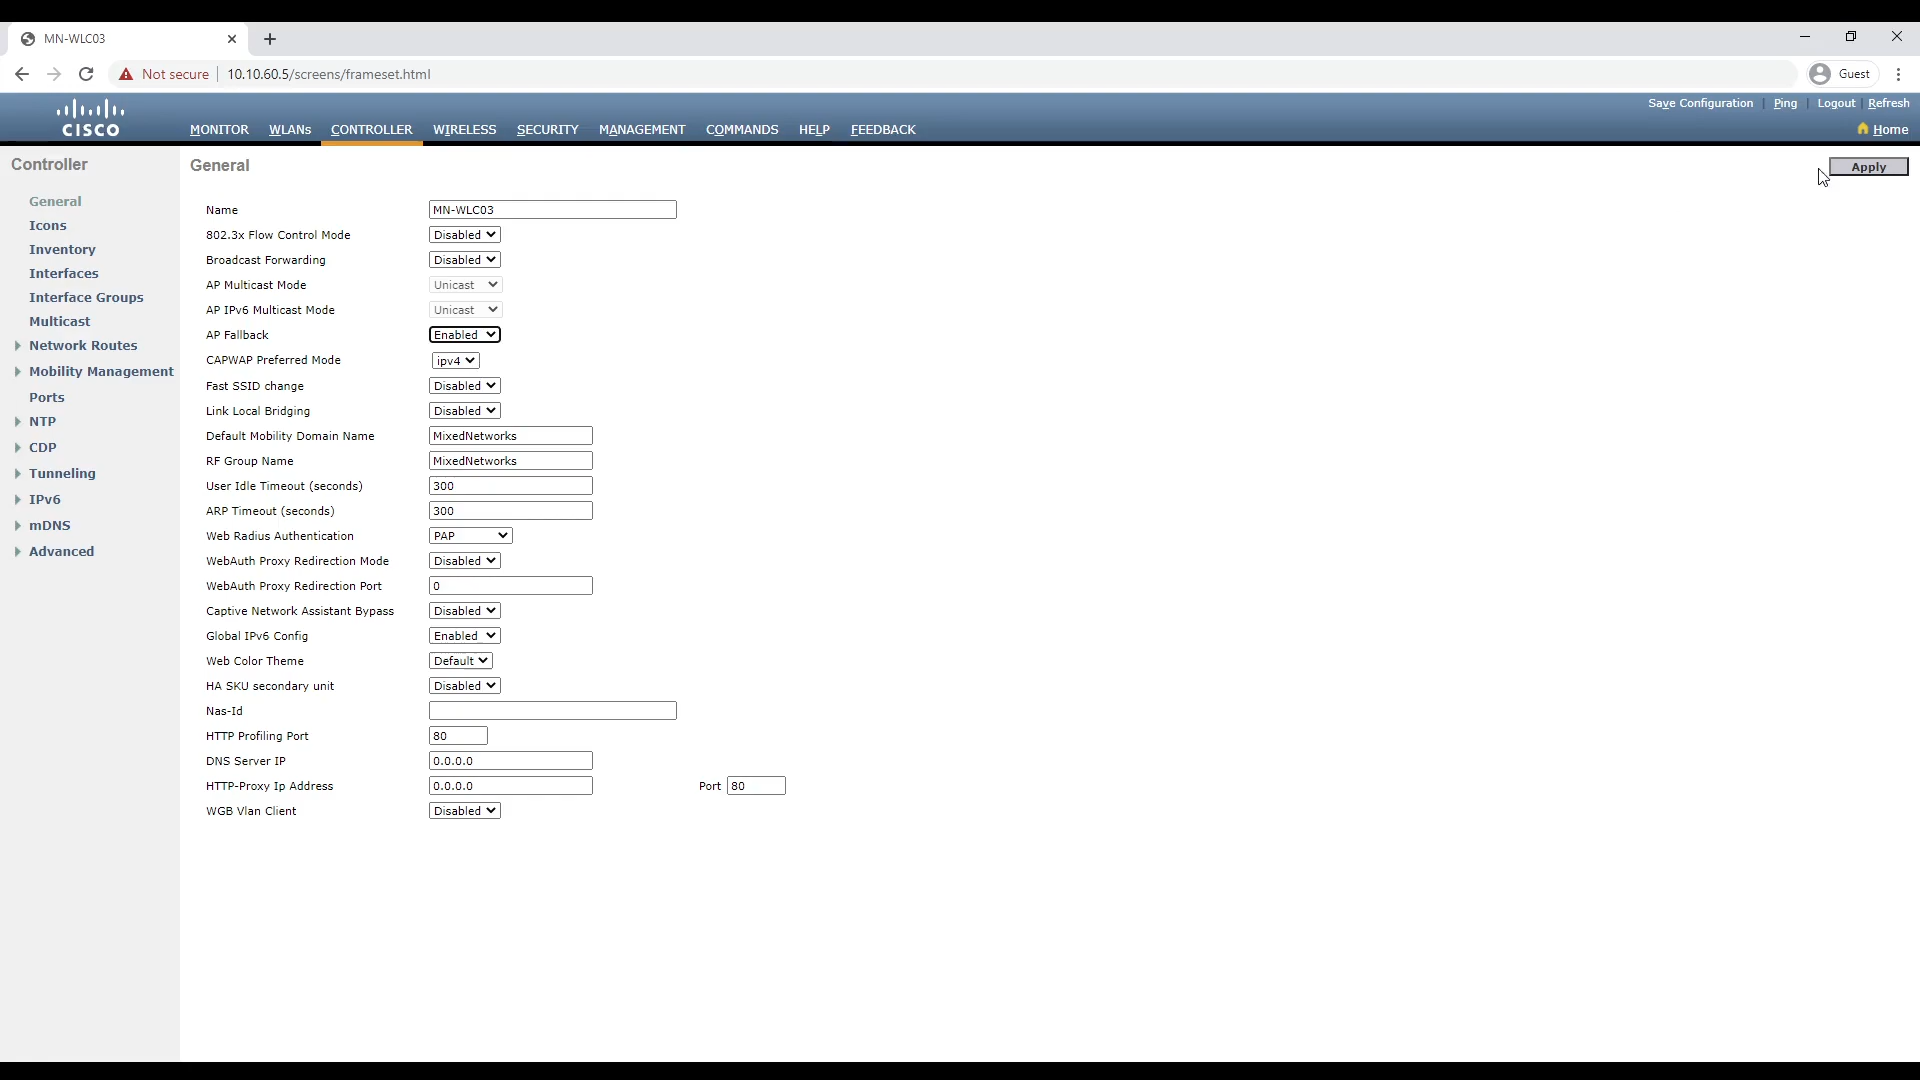 MN-WLC03
Not secure 10.10.60.5/screens/frameset.html Guest
Save Configuration Ping Logout Refresh
CISCO MONITOR WLANs CONTROLLER WIRELESS SECURITY MANAGEMENT COMMANDS HELP FEEDBACK Home
Controller
General
Icons
Inventory
Interfaces
Interface Groups
Multicast
Network Routes
Mobility Management
Ports
NTP
CDP
Tunneling
IPv6
mDNS
Advanced
General Apply
Name MN-WLC03
802.3x Flow Control Mode Disabled
Broadcast Forwarding Disabled
AP Multicast Mode Unicast
AP IPv6 Multicast Mode Unicast
AP Fallback Enabled
CAPWAP Preferred Mode ipv4
Fast SSID change Disabled
Link Local Bridging Disabled
Default Mobility Domain Name MixedNetworks
RF Group Name MixedNetworks
User Idle Timeout (seconds) 300
ARP Timeout (seconds) 300
Web Radius Authentication PAP
WebAuth Proxy Redirection Mode Disabled
WebAuth Proxy Redirection Port 0
Captive Network Assistant Bypass Disabled
Global IPv6 Config Enabled
Web Color Theme Default
HA SKU secondary unit Disabled
Nas-Id
HTTP Profiling Port 80
DNS Server IP 0.0.0.0
HTTP-Proxy Ip Address 0.0.0.0 Port 80
WGB Vlan Client Disabled